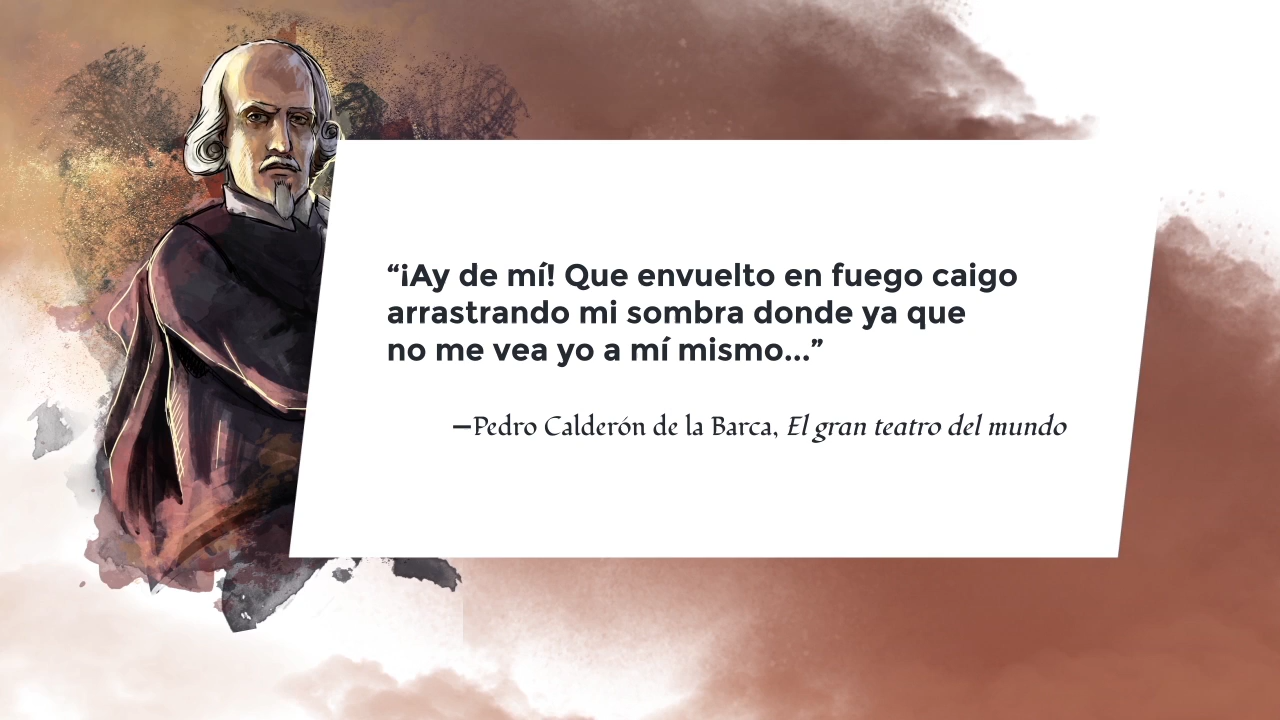 “¡Ay de mí! Que envuelto en fuego caigo
arrastrando mi sombra donde ya que
no me vea yo a mí mismo...”
—Pedro Calderón de la Barca, El gran teatro del mundo